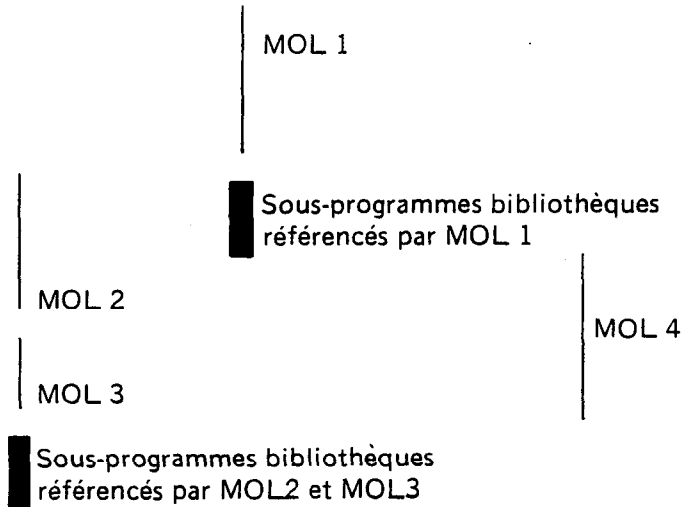 MOL 1
Sous-programmes bibliothèques
référencés par MOL 1
MOL 2
MOL 4
MOL 3
Sous-programmes bibliothèques
référencés par MOL2 et MOL3